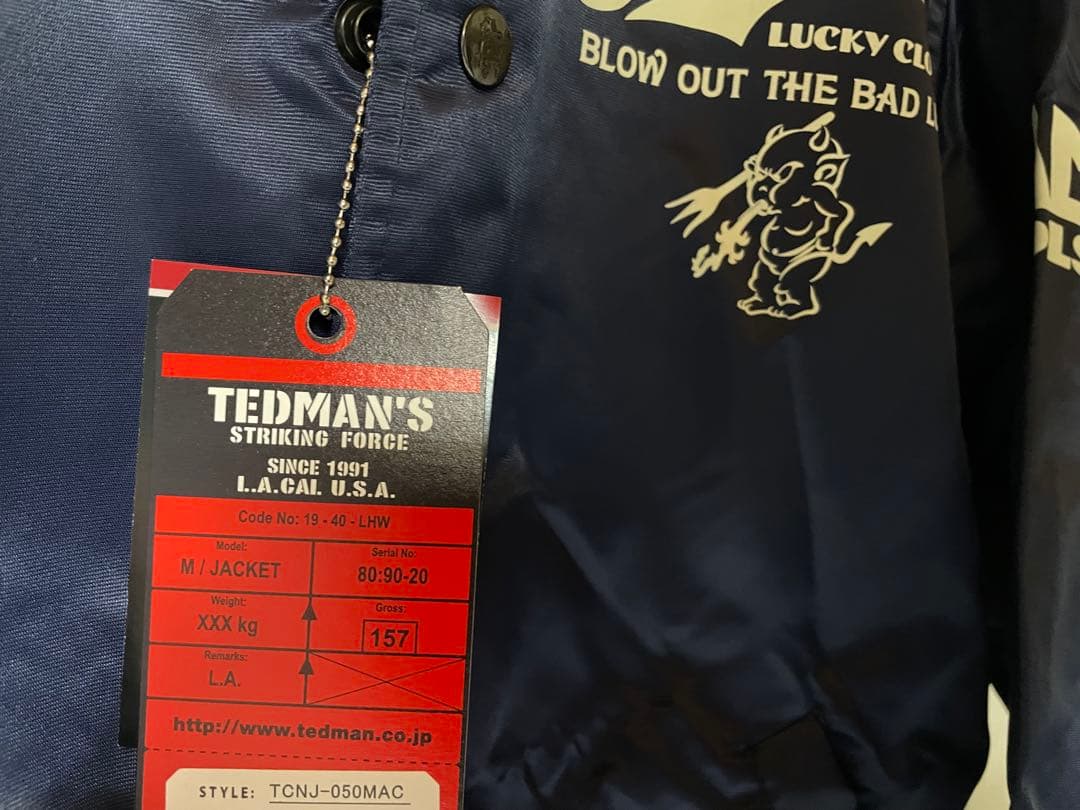 LUCKY CLO
BLOW OUT THE BAD L
TEDMAN'S
STRIKING FORCE
SINCE 1991
L.A.CAL U.S.A.
Code No: 19 - 40 - LHW
Model:
M / JACKET
Serial No:
80:90-20
Weight:
XXX kg
Gross:
157
Remarks:
L.A.
http://www.tedman.co.jp
STYLE: TCNJ-050MAC